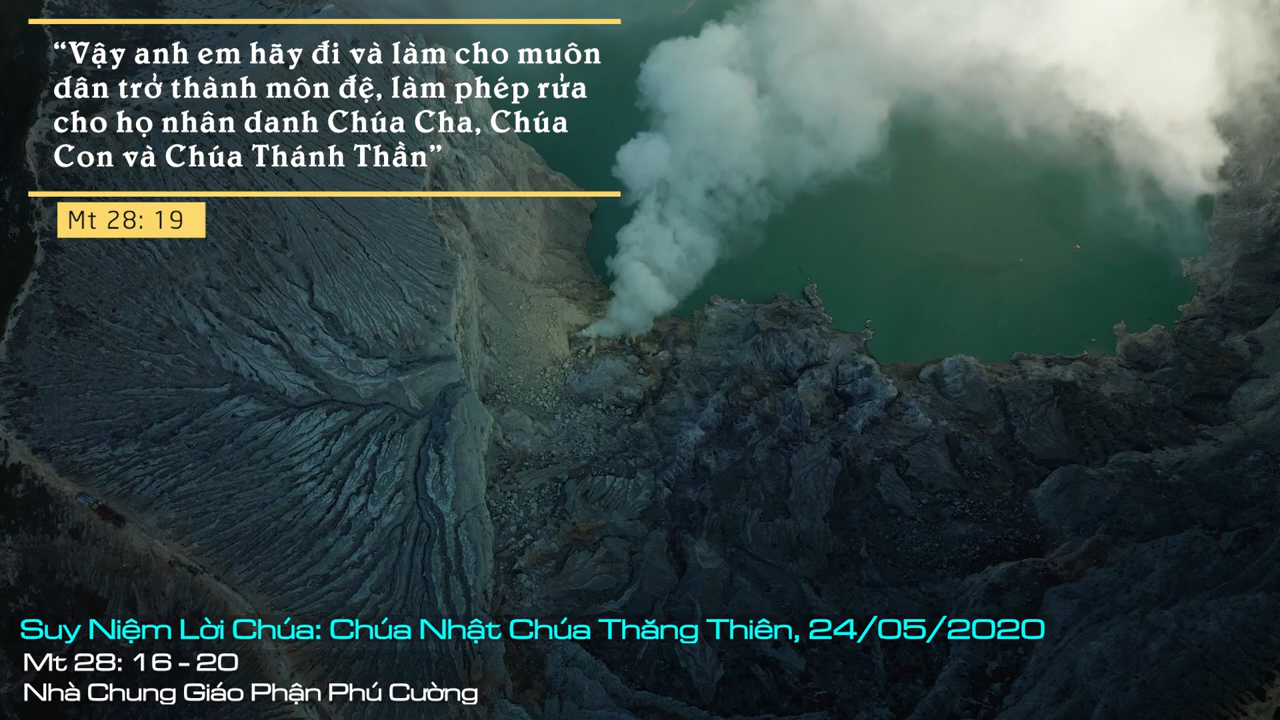 “Vậy anh em hãy đi và làm cho muôn
dân trở thành môn đệ, làm phép rửa
cho họ nhân danh Chúa Cha, Chúa
Con và Chúa Thánh Thần”
Mt 28: 19
Suy Niệm Lời Chúa: Chúa Nhật Chúa Thăng Thiên, 24/05/2020
Mt 28: 16 - 20
Nhà Chung Giáo Phận Phú Cường